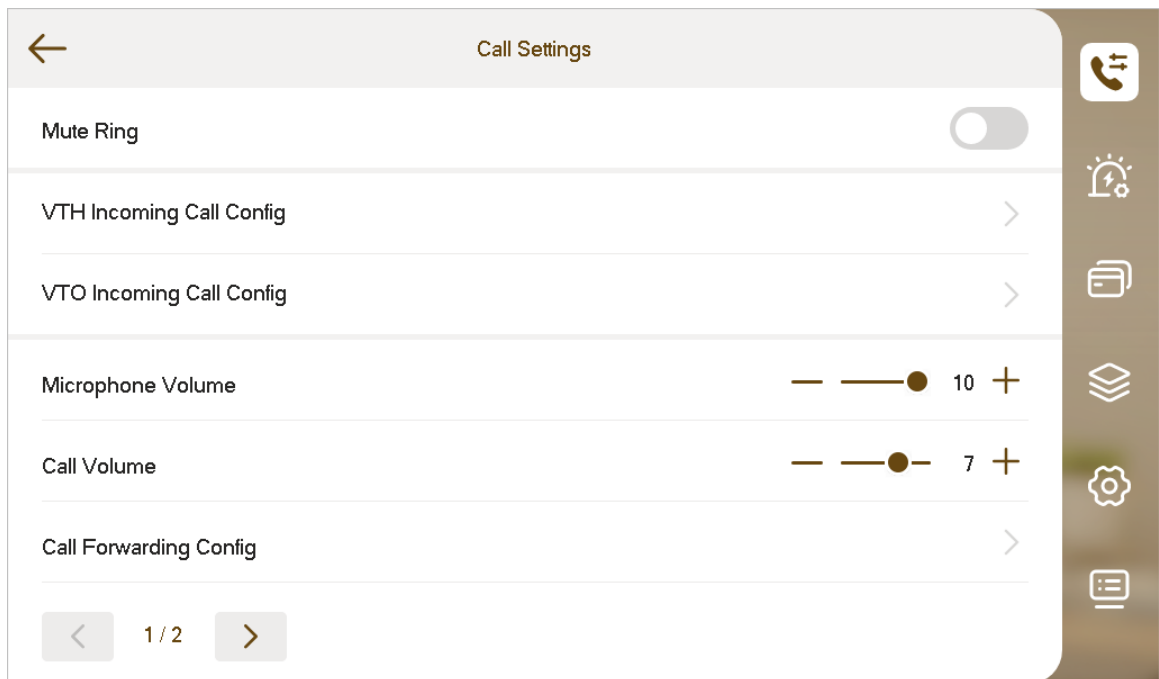 Call Settings
Mute Ring
VTH Incoming Call Config
VTO Incoming Call Config
Microphone Volume 10
Call Volume 7
Call Forwarding Config
1 / 2